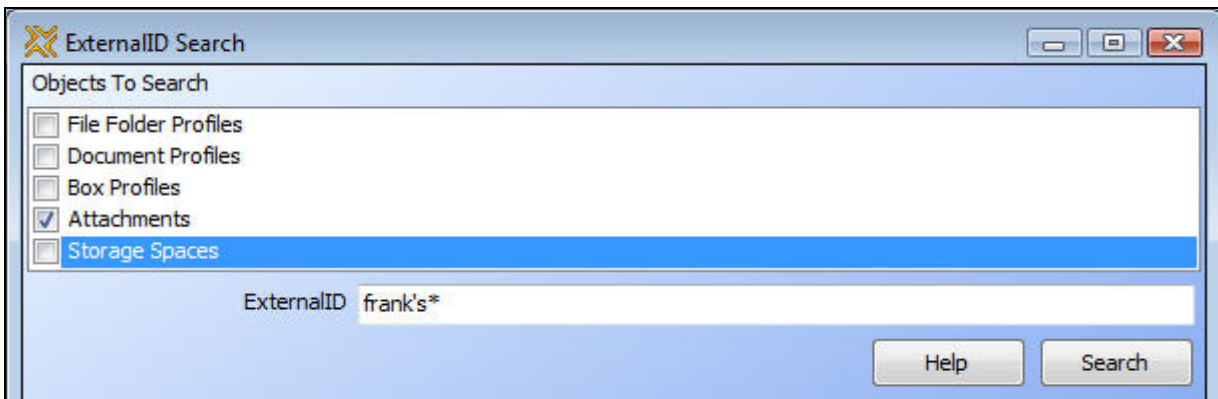 ExternalID Search
Objects To Search
File Folder Profiles
Document Profiles
Box Profiles
Attachments
Storage Spaces
ExternalID frank's*
Help Search